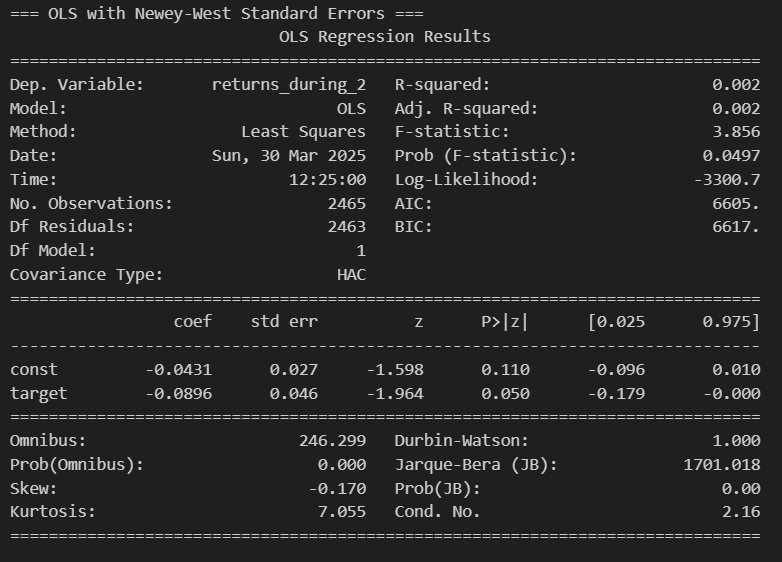 === OLS with Newey-West Standard Errors ===
                            OLS Regression Results
==============================================================================
Dep. Variable:       returns_during_2   R-squared:                       0.002
Model:                            OLS   Adj. R-squared:                  0.002
Method:                 Least Squares   F-statistic:                     3.856
Date:                Sun, 30 Mar 2025   Prob (F-statistic):             0.0497
Time:                        12:25:00   Log-Likelihood:                -3300.7
No. Observations:                2465   AIC:                             6605.
Df Residuals:                    2463   BIC:                             6617.
Df Model:                           1
Covariance Type:                  HAC
==============================================================================
                 coef    std err          z      P>|z|      [0.025      0.975]
------------------------------------------------------------------------------
const         -0.0431      0.027     -1.598      0.110      -0.096       0.010
target        -0.0896      0.046     -1.964      0.050      -0.179      -0.000
==============================================================================
Omnibus:                      246.299   Durbin-Watson:                   1.000
Prob(Omnibus):                  0.000   Jarque-Bera (JB):             1701.018
Skew:                          -0.170   Prob(JB):                         0.00
Kurtosis:                       7.055   Cond. No.                         2.16
==============================================================================